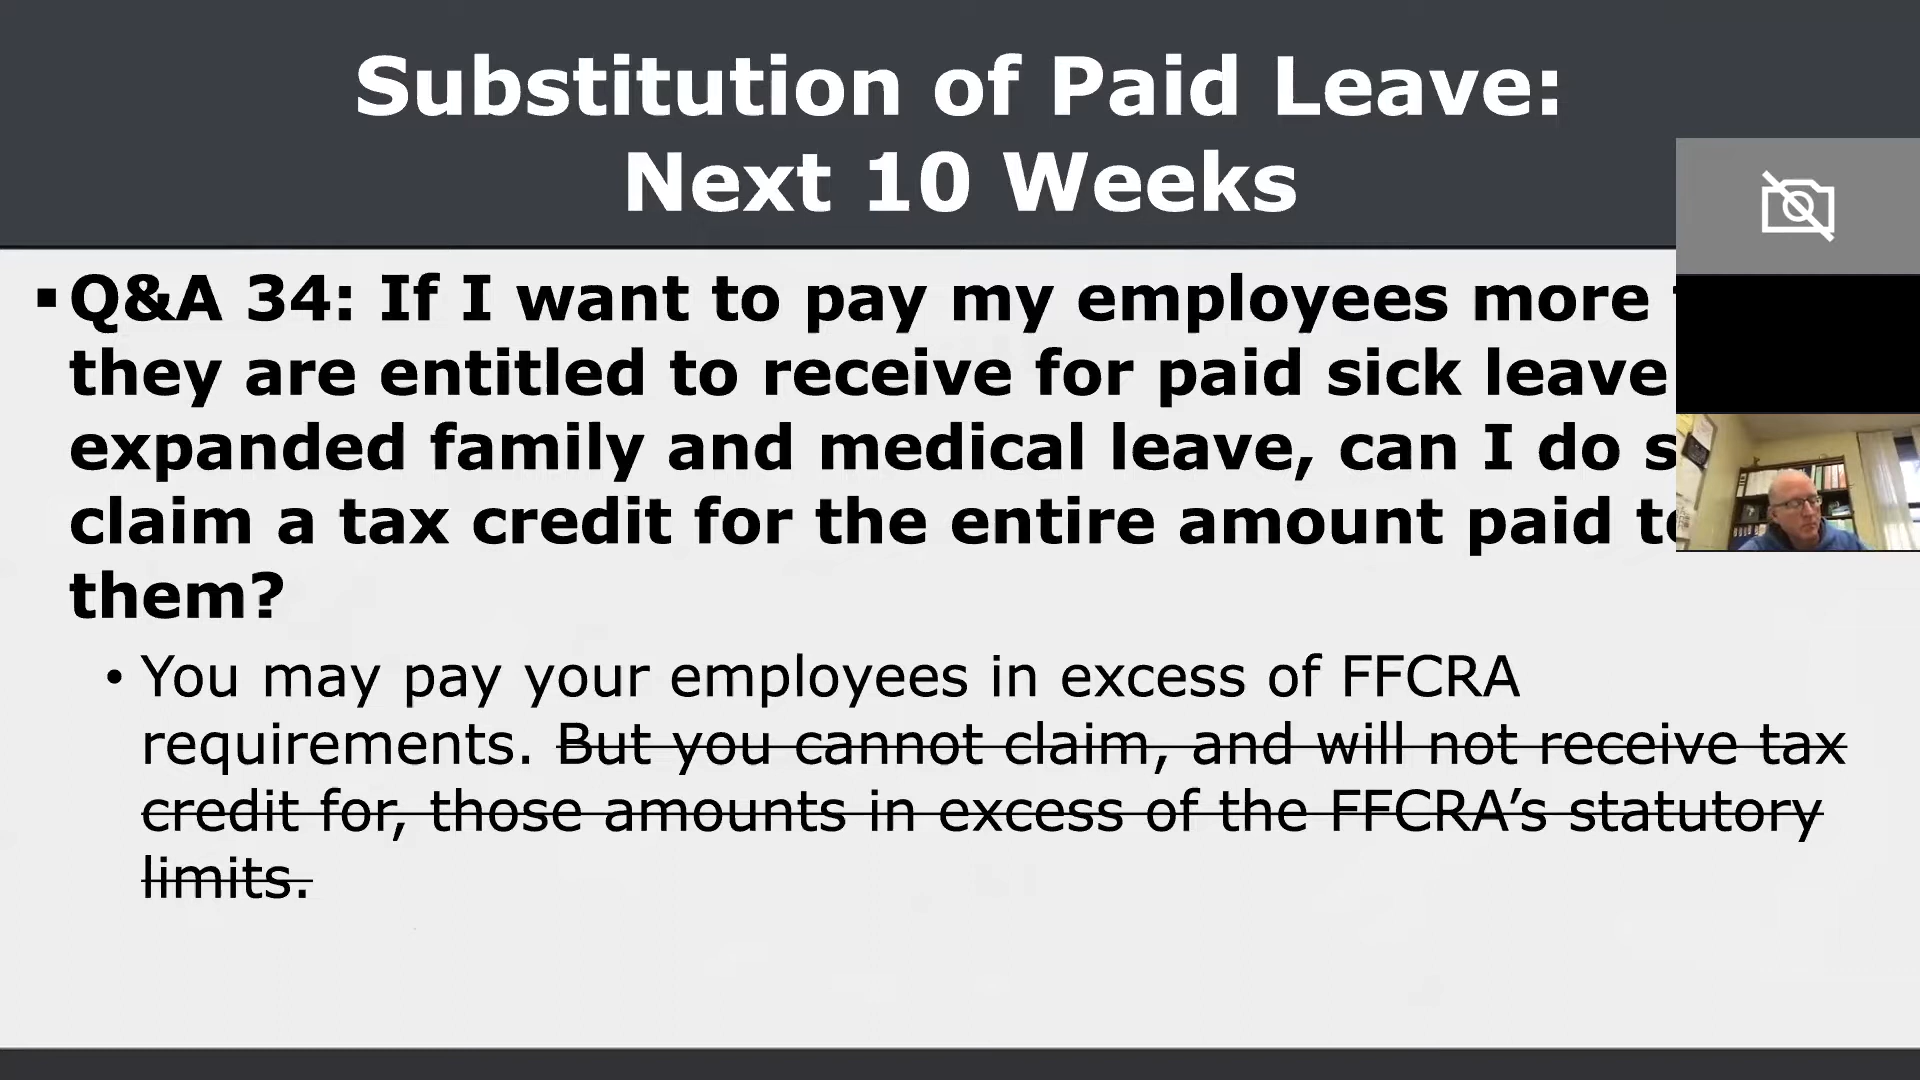 Substitution of Paid Leave:
Next 10 Weeks
▪Q&A 34: If I want to pay my employees more
they are entitled to receive for paid sick leave
expanded family and medical leave, can I do
claim a tax credit for the entire amount paid
them?
• You may pay your employees in excess of FFCRA
requirements. But you cannot claim, and will not receive tax
credit for, those amounts in excess of the FFCRA’s statutory
limits.